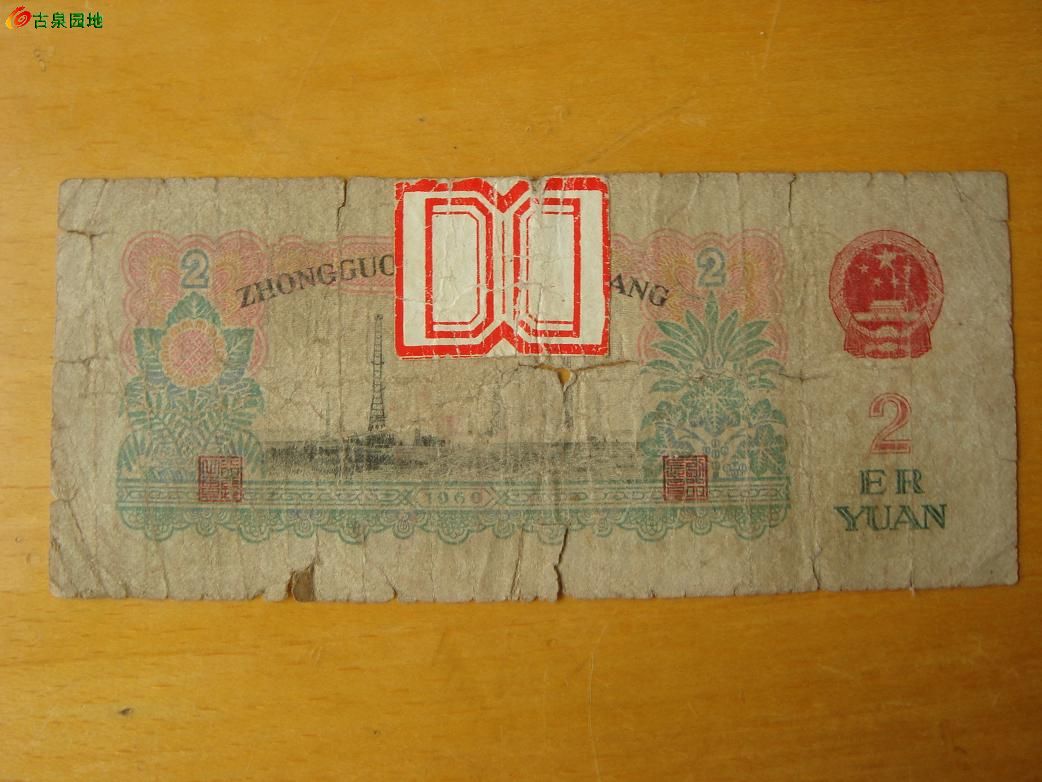 古泉园地
2 2
ZHONGGUO ANG
2
1960
ER
YUAN